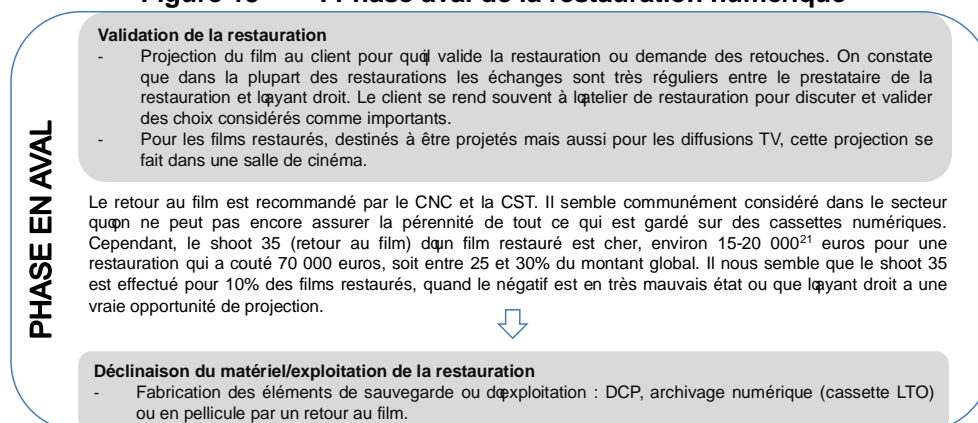 Phase aval de la restauration numérique
Validation de la restauration
- Projection du film au client pour qu'il valide la restauration ou demande des retouches. On constate
que dans la plupart des restaurations les échanges sont très réguliers entre le prestataire de la
restauration et l'ayant droit. Le client se rend souvent à l'atelier de restauration pour discuter et valider
des choix considérés comme importants.
- Pour les films restaurés, destinés à être projetés mais aussi pour les diffusions TV, cette projection se
fait dans une salle de cinéma.
PHASE EN AVAL
Le retour au film est recommandé par le CNC et la CST. Il semble communément considéré dans le secteur
qu'on ne peut pas encore assurer la pérennité de tout ce qui est gardé sur des cassettes numériques.
Cependant, le shoot 35 (retour au film) d'un film restauré est cher, environ 15-20 000²¹ euros pour une
restauration qui a couté 70 000 euros, soit entre 25 et 30% du montant global. Il nous semble que le shoot 35
est effectué pour 10% des films restaurés, quand le négatif est en très mauvais état ou que l'ayant droit a une
vraie opportunité de projection.
Déclinaison du matériel/exploitation de la restauration
- Fabrication des éléments de sauvegarde ou d'exploitation : DCP, archivage numérique (cassette LTO)
ou en pellicule par un retour au film.